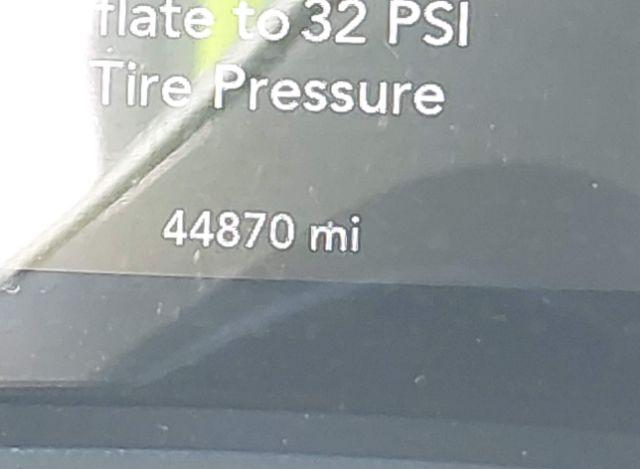 flate to 32 PSI
Tire Pressure
44870 mi